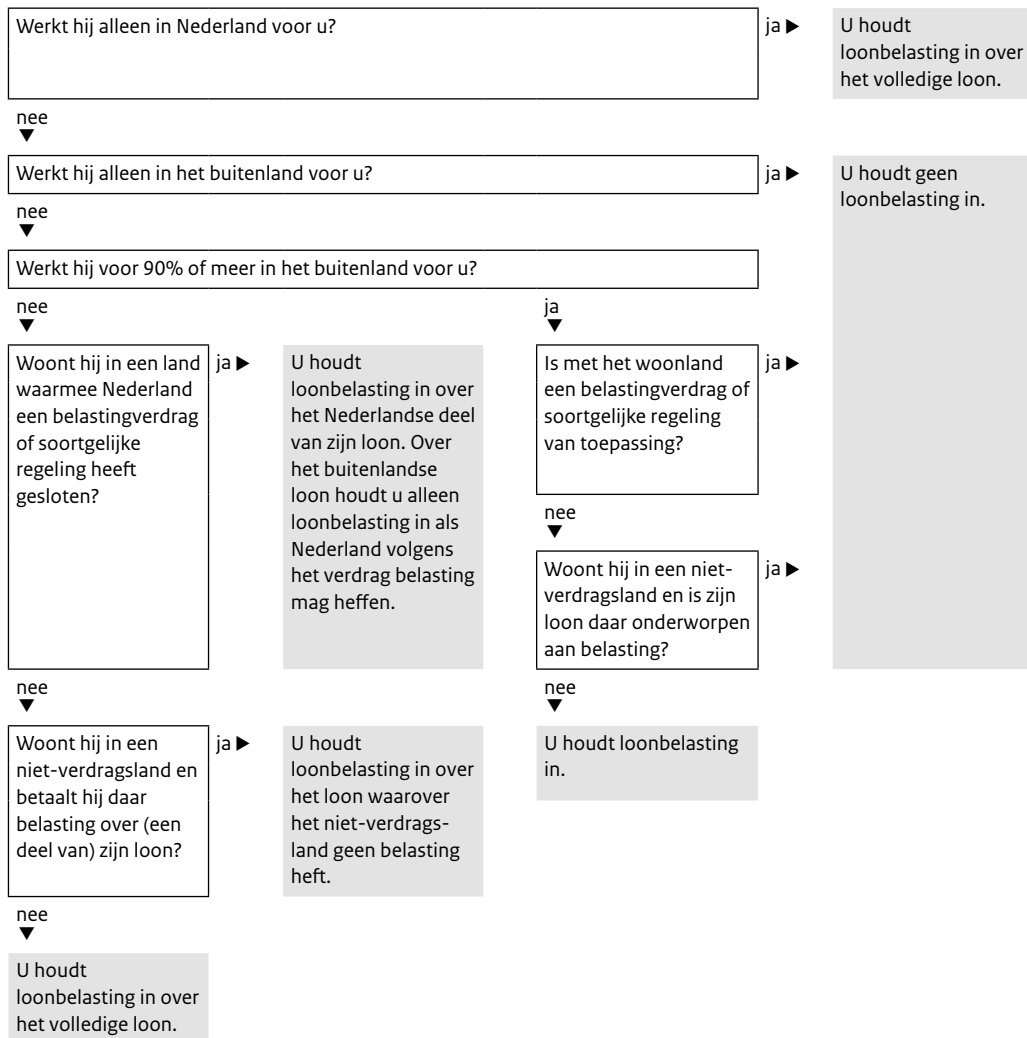 Werkt hij alleen in Nederland voor u?
ja ▶
U houdt
loonbelasting in over
het volledige loon.
nee
▼
Werkt hij alleen in het buitenland voor u?
ja ▶
U houdt geen
loonbelasting in.
nee
▼
Werkt hij voor 90% of meer in het buitenland voor u?
nee
▼
ja
▼
Woont hij in een land
waarmee Nederland
een belastingverdrag
of soortgelijke
regeling heeft
gesloten?
ja ▶
U houdt
loonbelasting in over
het Nederlandse deel
van zijn loon. Over
het buitenlandse
loon houdt u alleen
loonbelasting in als
Nederland volgens
het verdrag belasting
mag heffen.
Is met het woonland
een belastingverdrag of
soortgelijke regeling
van toepassing?
ja ▶
nee
▼
Woont hij in een niet-
verdragsland en is zijn
loon daar onderworpen
aan belasting?
ja ▶
nee
▼
nee
▼
Woont hij in een
niet-verdragsland en
betaalt hij daar
belasting over (een
deel van) zijn loon?
ja ▶
U houdt
loonbelasting in over
het loon waarover
het niet-verdrags-
land geen belasting
heft.
U houdt loonbelasting
in.
nee
▼
U houdt
loonbelasting in over
het volledige loon.